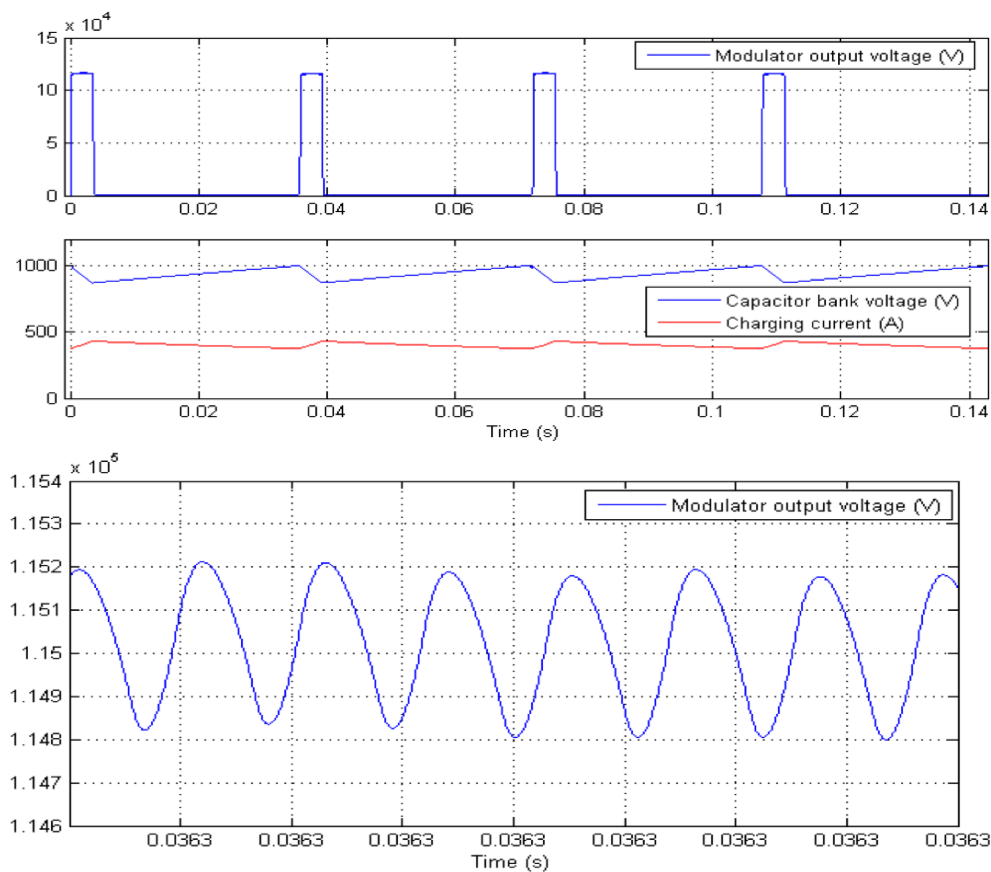 x 10^4
15
Modulator output voltage (V)
10
5
0
0 0.02 0.04 0.06 0.08 0.1 0.12 0.14
1000
Capacitor bank voltage (V)
500
Charging current (A)
0
0 0.02 0.04 0.06 0.08 0.1 0.12 0.14
Time (s)
x 10^5
1.154
Modulator output voltage (V)
1.153
1.152
1.151
1.15
1.149
1.148
1.147
1.146
0.0363 0.0363 0.0363 0.0363 0.0363 0.0363 0.0363 0.0363
Time (s)